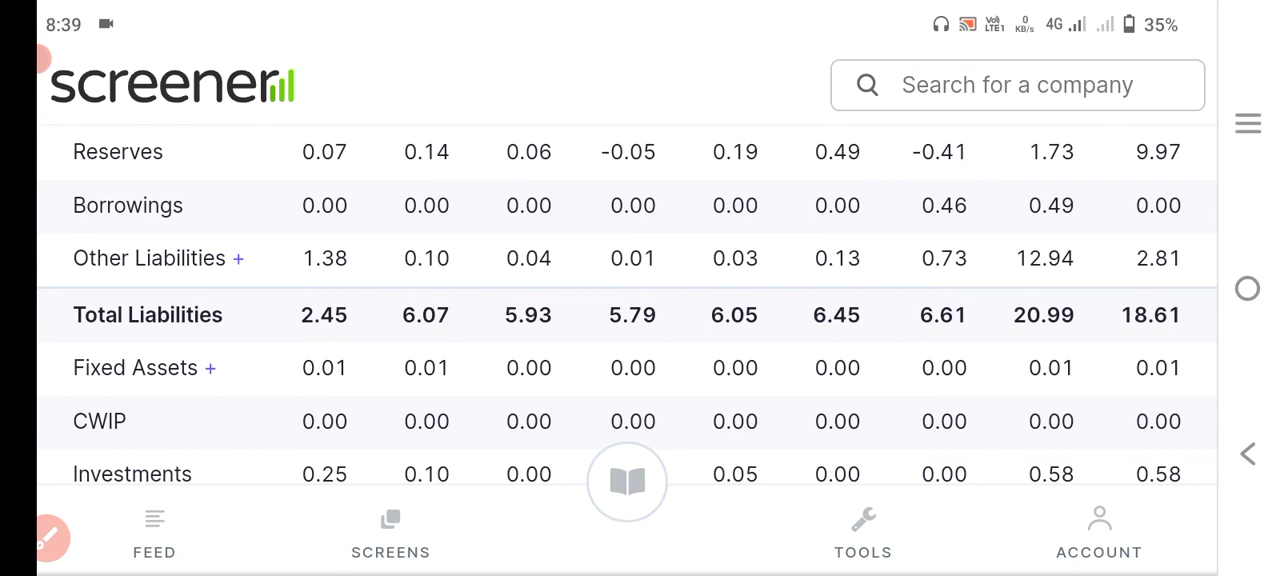 8:39 Vo) LTE1 0 KB/s 4G 35%
screener Search for a company
Reserves 0.07 0.14 0.06 -0.05 0.19 0.49 -0.41 1.73 9.97
Borrowings 0.00 0.00 0.00 0.00 0.00 0.00 0.46 0.49 0.00
Other Liabilities + 1.38 0.10 0.04 0.01 0.03 0.13 0.73 12.94 2.81
Total Liabilities 2.45 6.07 5.93 5.79 6.05 6.45 6.61 20.99 18.61
Fixed Assets + 0.01 0.01 0.00 0.00 0.00 0.00 0.00 0.01 0.01
CWIP 0.00 0.00 0.00 0.00 0.00 0.00 0.00 0.00 0.00
Investments 0.25 0.10 0.00 0.05 0.00 0.00 0.58 0.58
FEED SCREENS TOOLS ACCOUNT